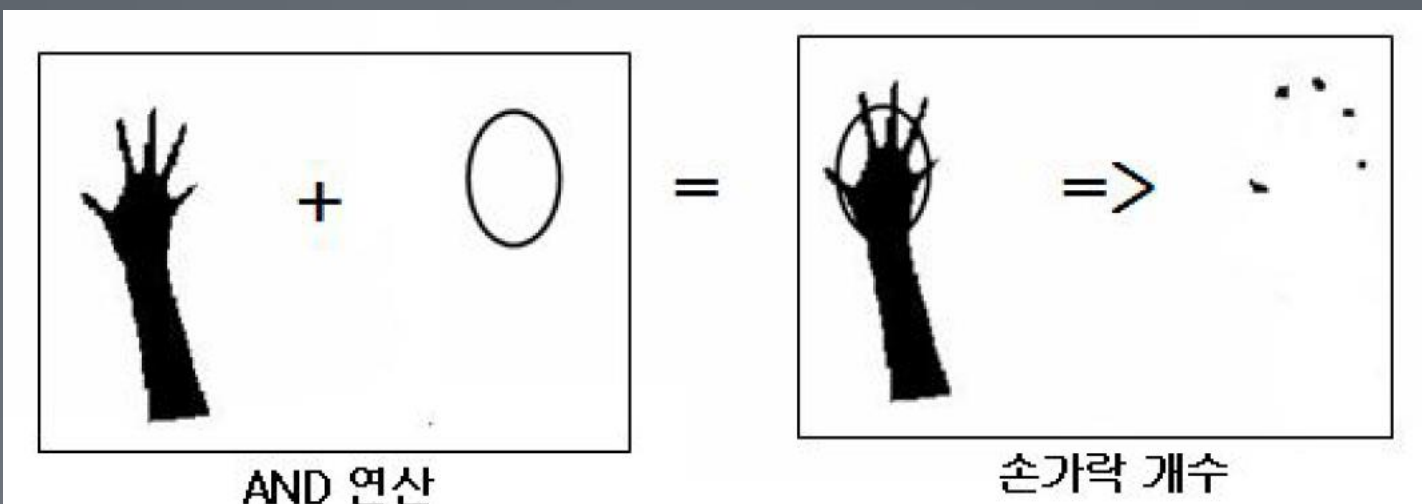 +
=
=>
AND 연산
손가락 개수